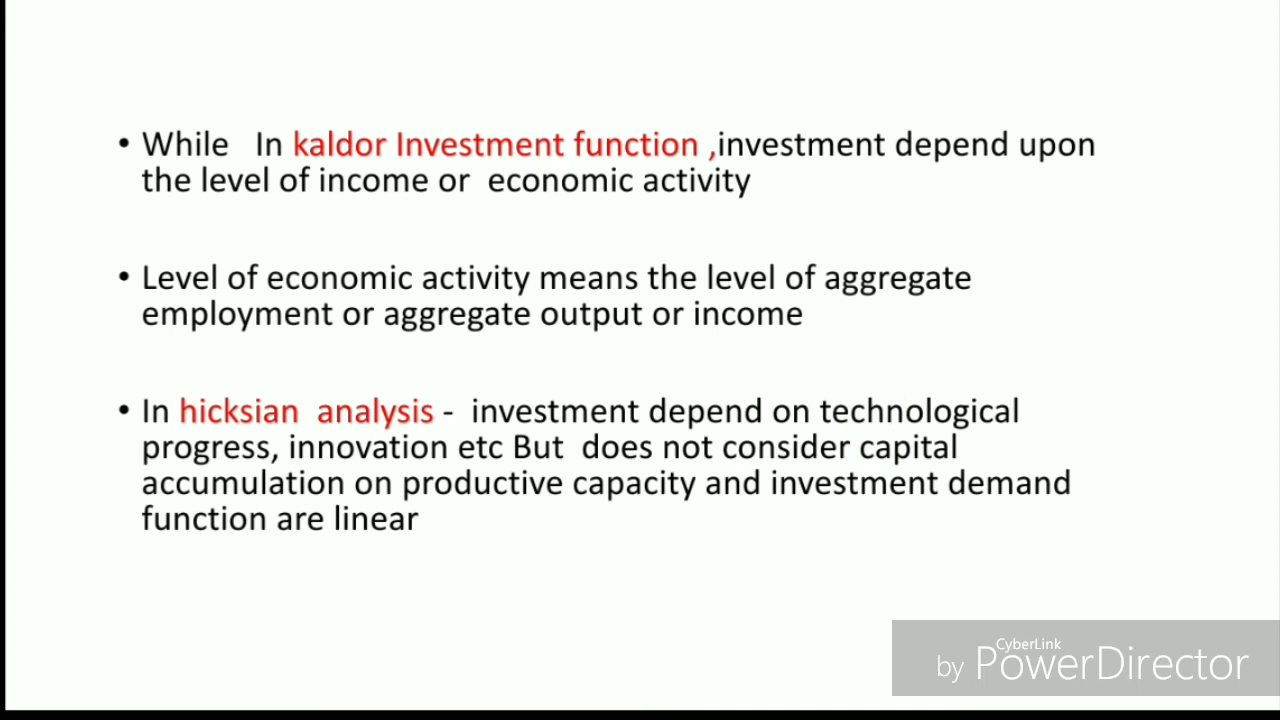 • While In kaldor Investment function ,investment depend upon
the level of income or economic activity
• Level of economic activity means the level of aggregate
employment or aggregate output or income
• In hicksian analysis - investment depend on technological
progress, innovation etc But does not consider capital
accumulation on productive capacity and investment demand
function are linear
CyberLink
by PowerDirector